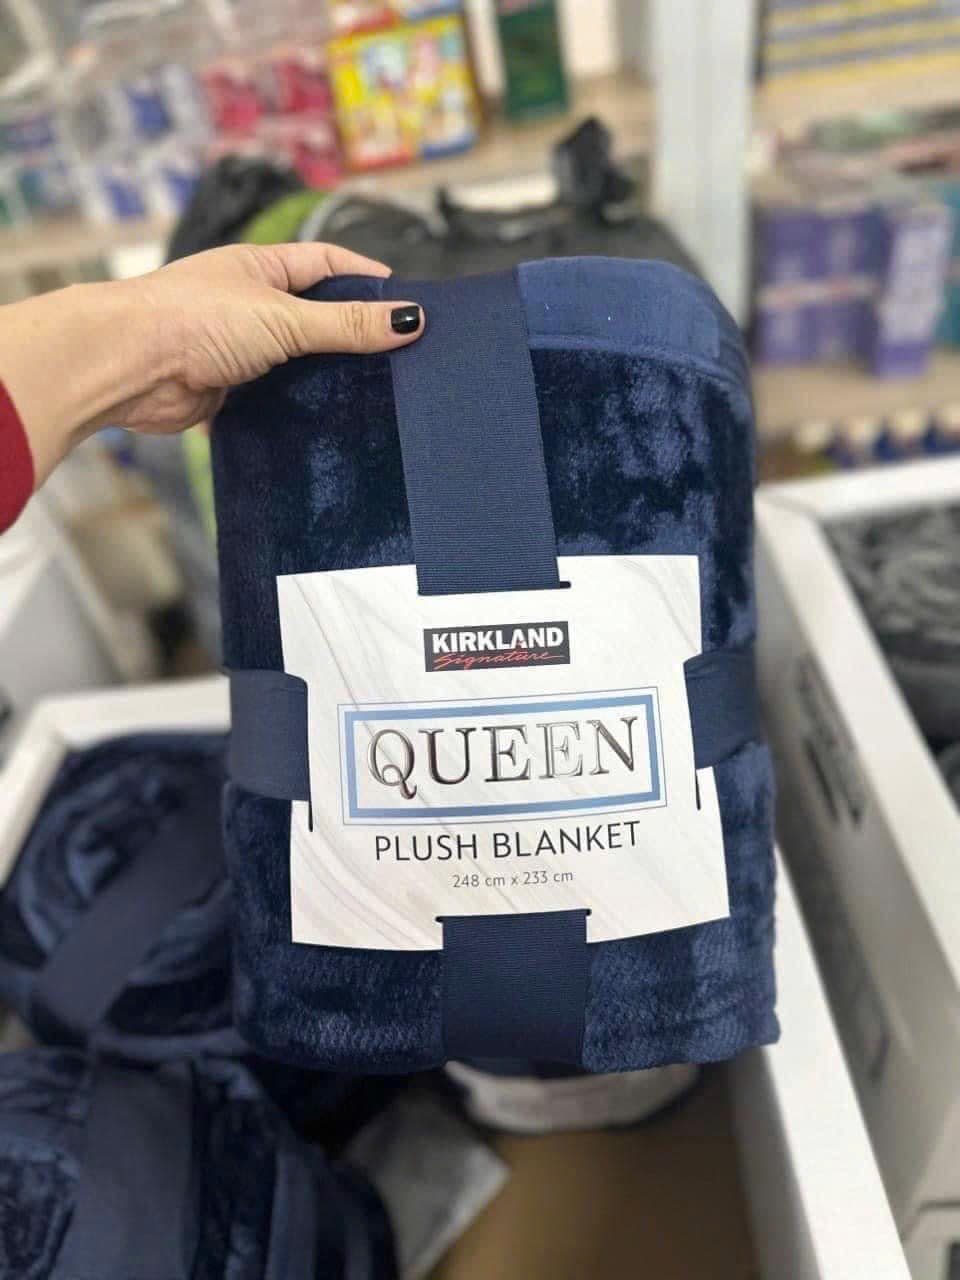 KIRKLAND
Signature
QUEEN
PLUSH BLANKET
248 cm x 233 cm